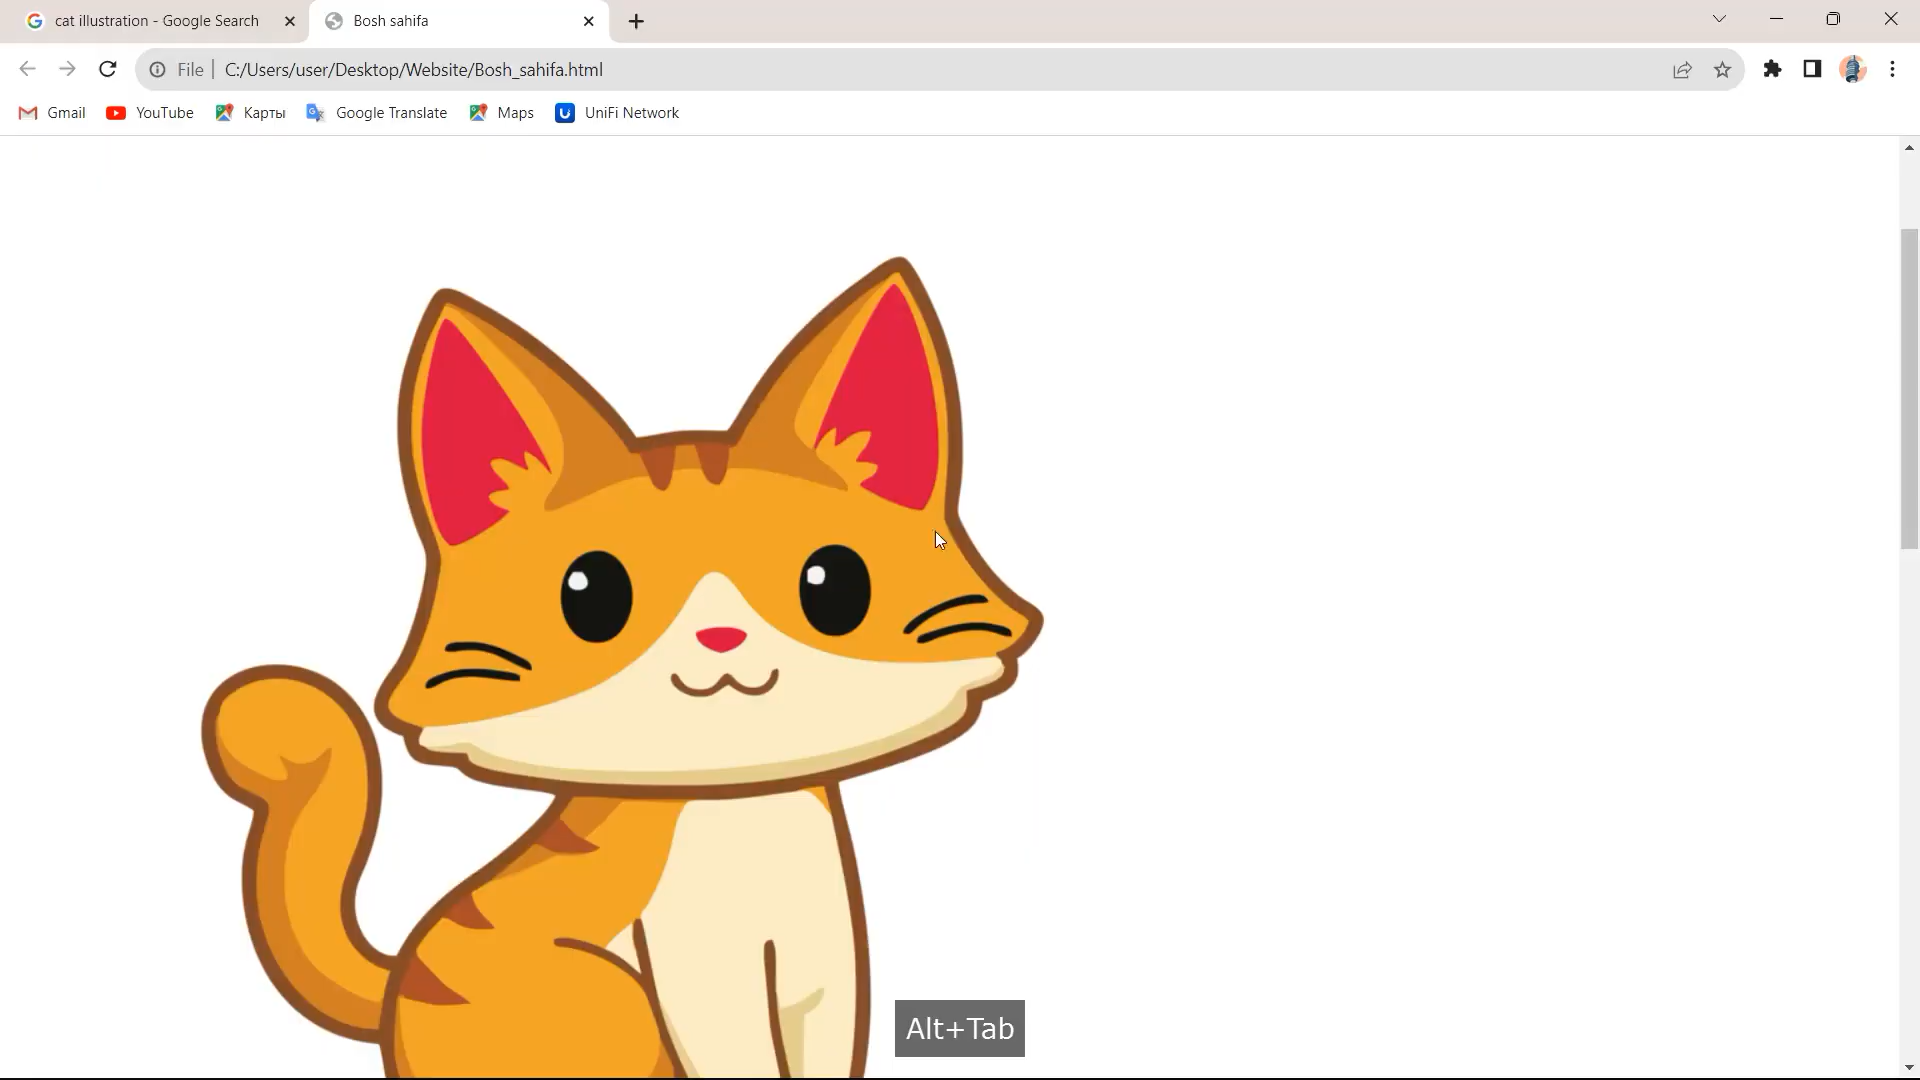 cat illustration - Google Search
Bosh sahifa
File
C:/Users/user/Desktop/Website/Bosh_sahifa.html
Gmail
YouTube
Карты
Google Translate
Maps
UniFi Network
Alt+Tab